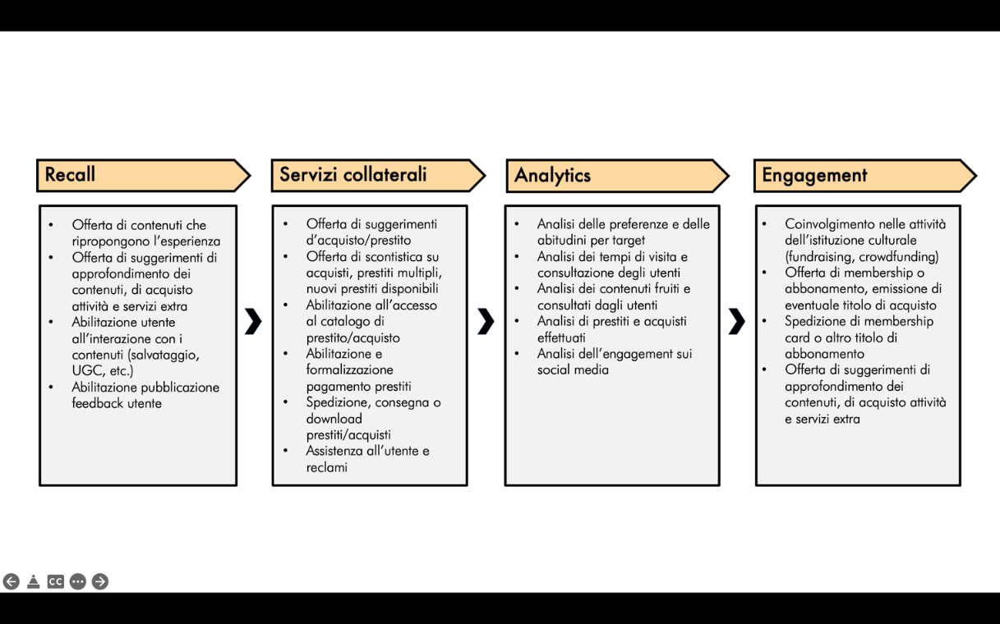 Recall
• Offerta di contenuti che
ripropongono l'esperienza
• Offerta di suggerimenti di
approfondimento dei
contenuti, di acquisto
attività e servizi extra
• Abilitazione utente
all'interazione con i
contenuti (salvataggio,
UGC, etc.)
• Abilitazione pubblicazione
feedback utente
Servizi collaterali
• Offerta di suggerimenti
d'acquisto/prestito
• Offerta di scontistica su
acquisti, prestiti multipli,
nuovi prestiti disponibili
• Abilitazione all'accesso
al catalogo di
prestito/acquisto
• Abilitazione e
formalizzazione
pagamento prestiti
• Spedizione, consegna o
download
prestiti/acquisti
• Assistenza all'utente e
reclami
Analytics
• Analisi delle preferenze e delle
abitudini per target
• Analisi dei tempi di visita e
consultazione degli utenti
• Analisi dei contenuti fruiti e
consultati dagli utenti
• Analisi di prestiti e acquisti
effettuati
• Analisi dell'engagement sui
social media
Engagement
• Coinvolgimento nelle attività
dell'istituzione culturale
(fundraising, crowdfunding)
• Offerta di membership o
abbonamento, emissione di
eventuale titolo di acquisto
• Spedizione di membership
card o altro titolo di
abbonamento
• Offerta di suggerimenti di
approfondimento dei
contenuti, di acquisto attività
e servizi extra
CC